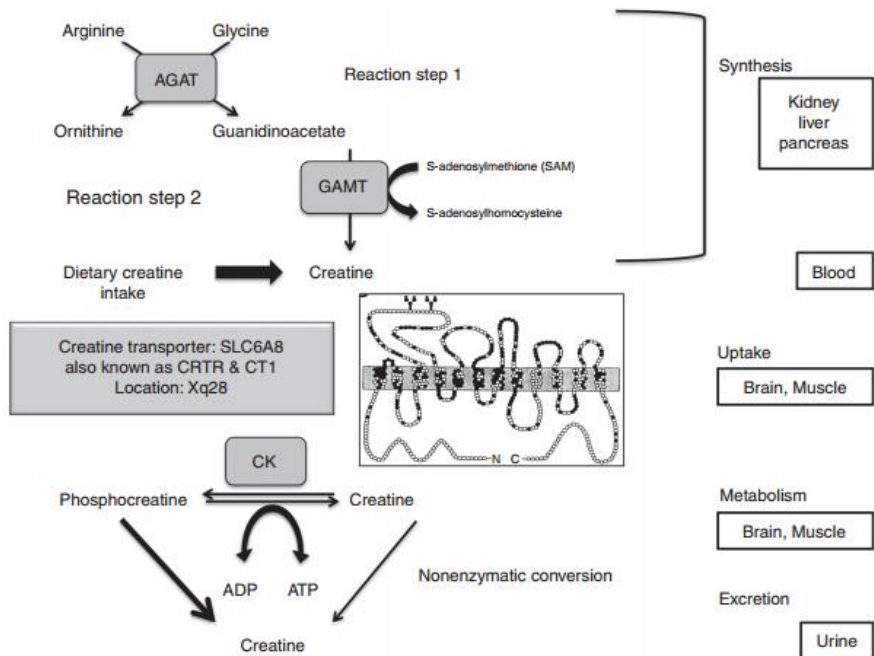 Arginine
Glycine
AGAT
Reaction step 1
Ornithine
Guanidinoacetate
Synthesis
Kidney
liver
pancreas
Reaction step 2
GAMT
S-adenosylmethione (SAM)
S-adenosylhomocysteine
Dietary creatine
intake
Creatine
Blood
Creatine transporter: SLC6A8
also known as CRTR & CT1
Location: Xq28
N C
Uptake
Brain, Muscle
CK
Phosphocreatine
Creatine
Metabolism
Brain, Muscle
ADP
ATP
Nonenzymatic conversion
Excretion
Creatine
Urine